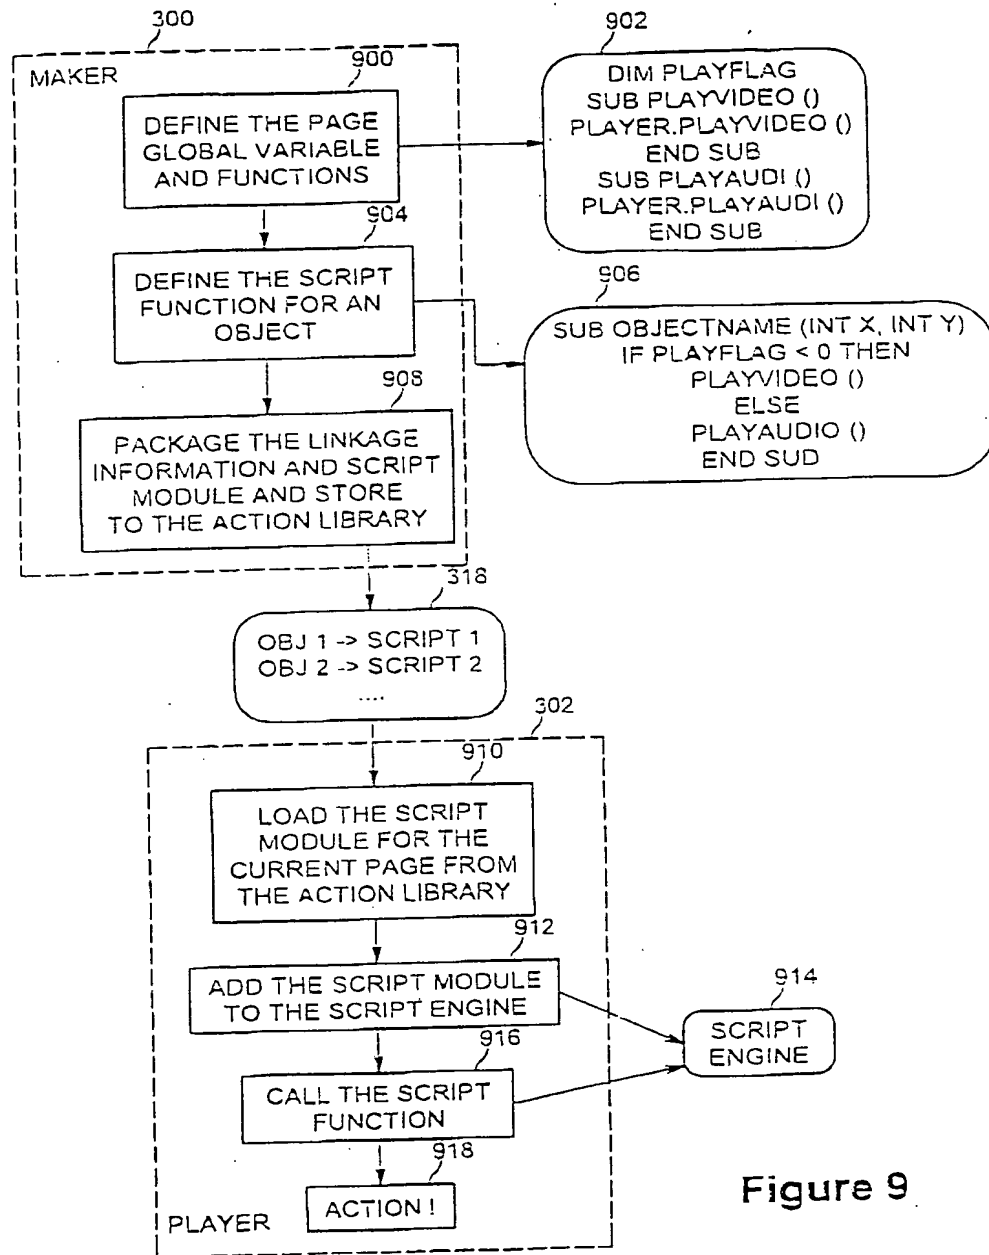 300
MAKER
900
DEFINE THE PAGE
GLOBAL VARIABLE
AND FUNCTIONS
902
DIM PLAYFLAG
SUB PLAYVIDEO ()
PLAYER.PLAYVIDEO ()
END SUB
SUB PLAYAUDI ()
PLAYER.PLAYAUDI ()
END SUB
904
DEFINE THE SCRIPT
FUNCTION FOR AN
OBJECT
906
SUB OBJECTNAME (INT X, INT Y)
IF PLAYFLAG < 0 THEN
PLAYVIDEO ()
ELSE
PLAYAUDIO ()
END SUD
908
PACKAGE THE LINKAGE
INFORMATION AND SCRIPT
MODULE AND STORE
TO THE ACTION LIBRARY
318
OBJ 1 -> SCRIPT 1
OBJ 2 -> SCRIPT 2
....
302
910
LOAD THE SCRIPT
MODULE FOR THE
CURRENT PAGE FROM
THE ACTION LIBRARY
912
ADD THE SCRIPT MODULE
TO THE SCRIPT ENGINE
914
SCRIPT
ENGINE
916
CALL THE SCRIPT
FUNCTION
918
ACTION !
PLAYER
Figure 9